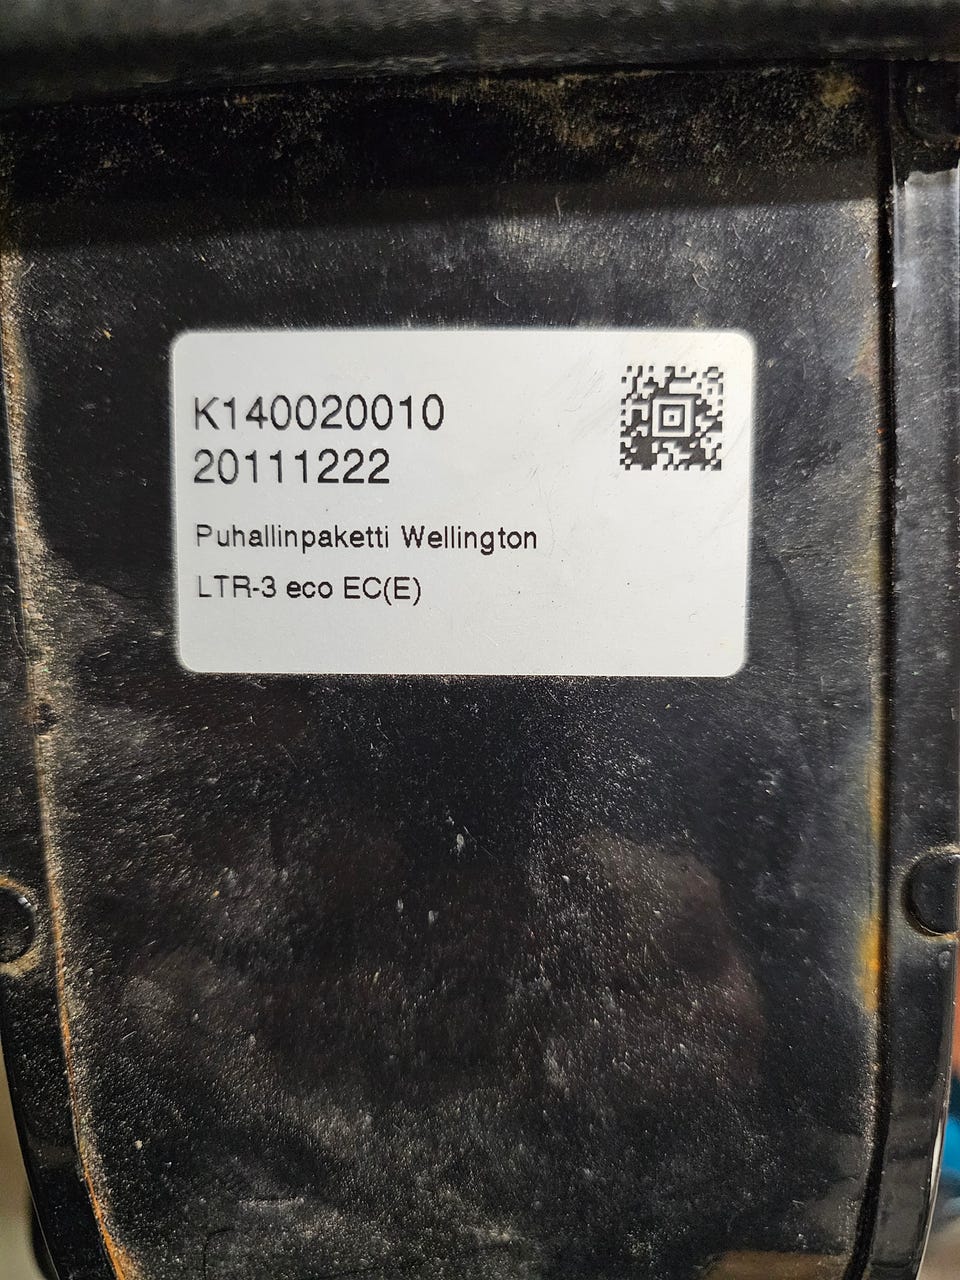 K140020010
20111222
Puhallinpaketti Wellington
LTR-3 eco EC(E)